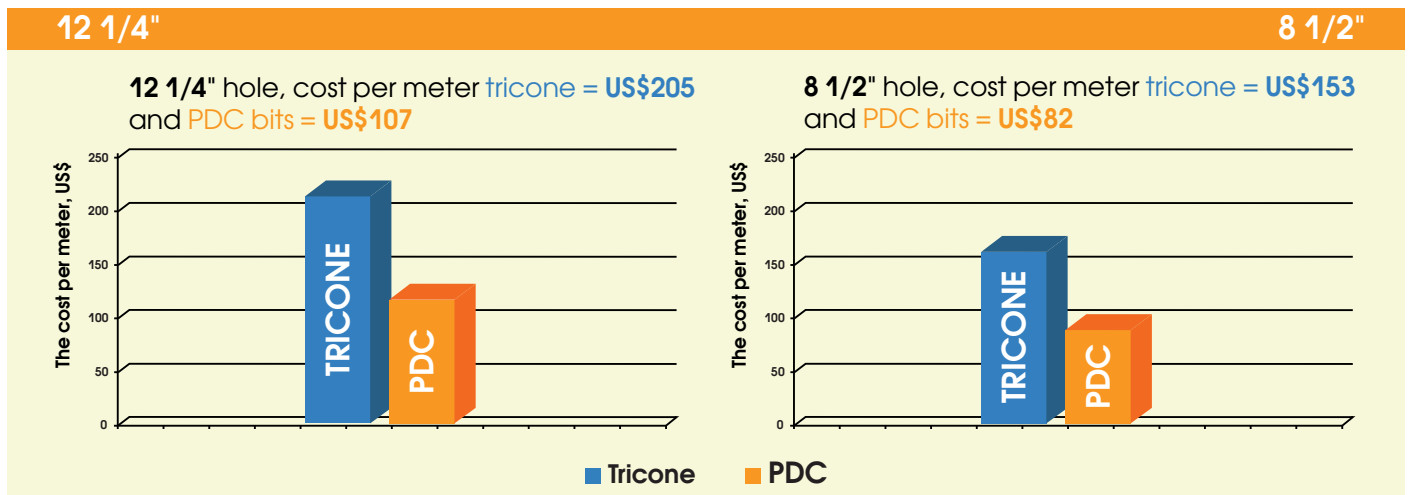 12 1/4"
8 1/2"
12 1/4" hole, cost per meter tricone = US$205
and PDC bits = US$107
The cost per meter, US$
250
200
150
100
50
0
TRICONE
PDC
8 1/2" hole, cost per meter tricone = US$153
and PDC bits = US$82
The cost per meter, US$
250
200
150
100
50
0
TRICONE
PDC
Tricone
PDC